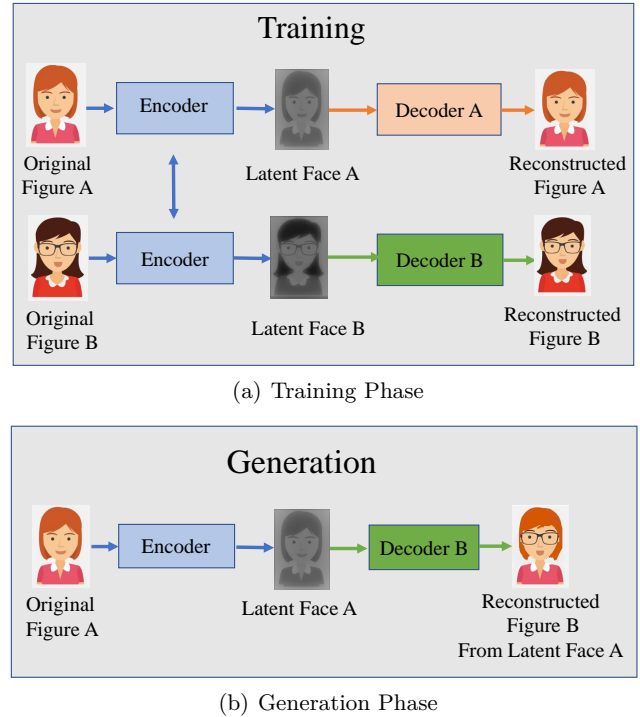 Training
Encoder
Decoder A
Original
Figure A
Latent Face A
Reconstructed
Figure A
Encoder
Decoder B
Original
Figure B
Latent Face B
Reconstructed
Figure B
(a) Training Phase
Generation
Encoder
Decoder B
Original
Figure A
Latent Face A
Reconstructed
Figure B
From Latent Face A
(b) Generation Phase